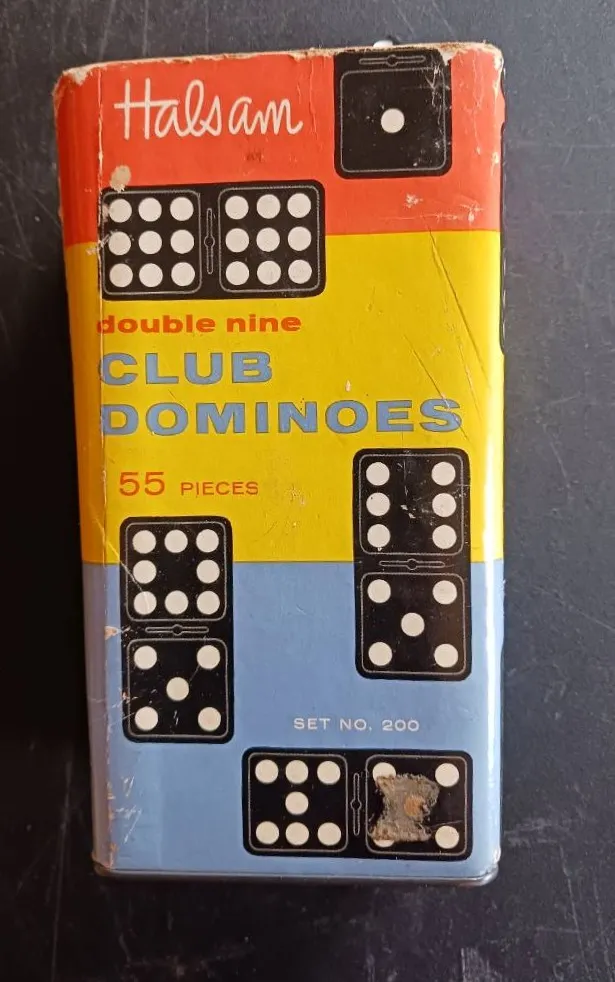 Halsam
double nine
CLUB
DOMINOES
55 PIECES
SET NO. 200